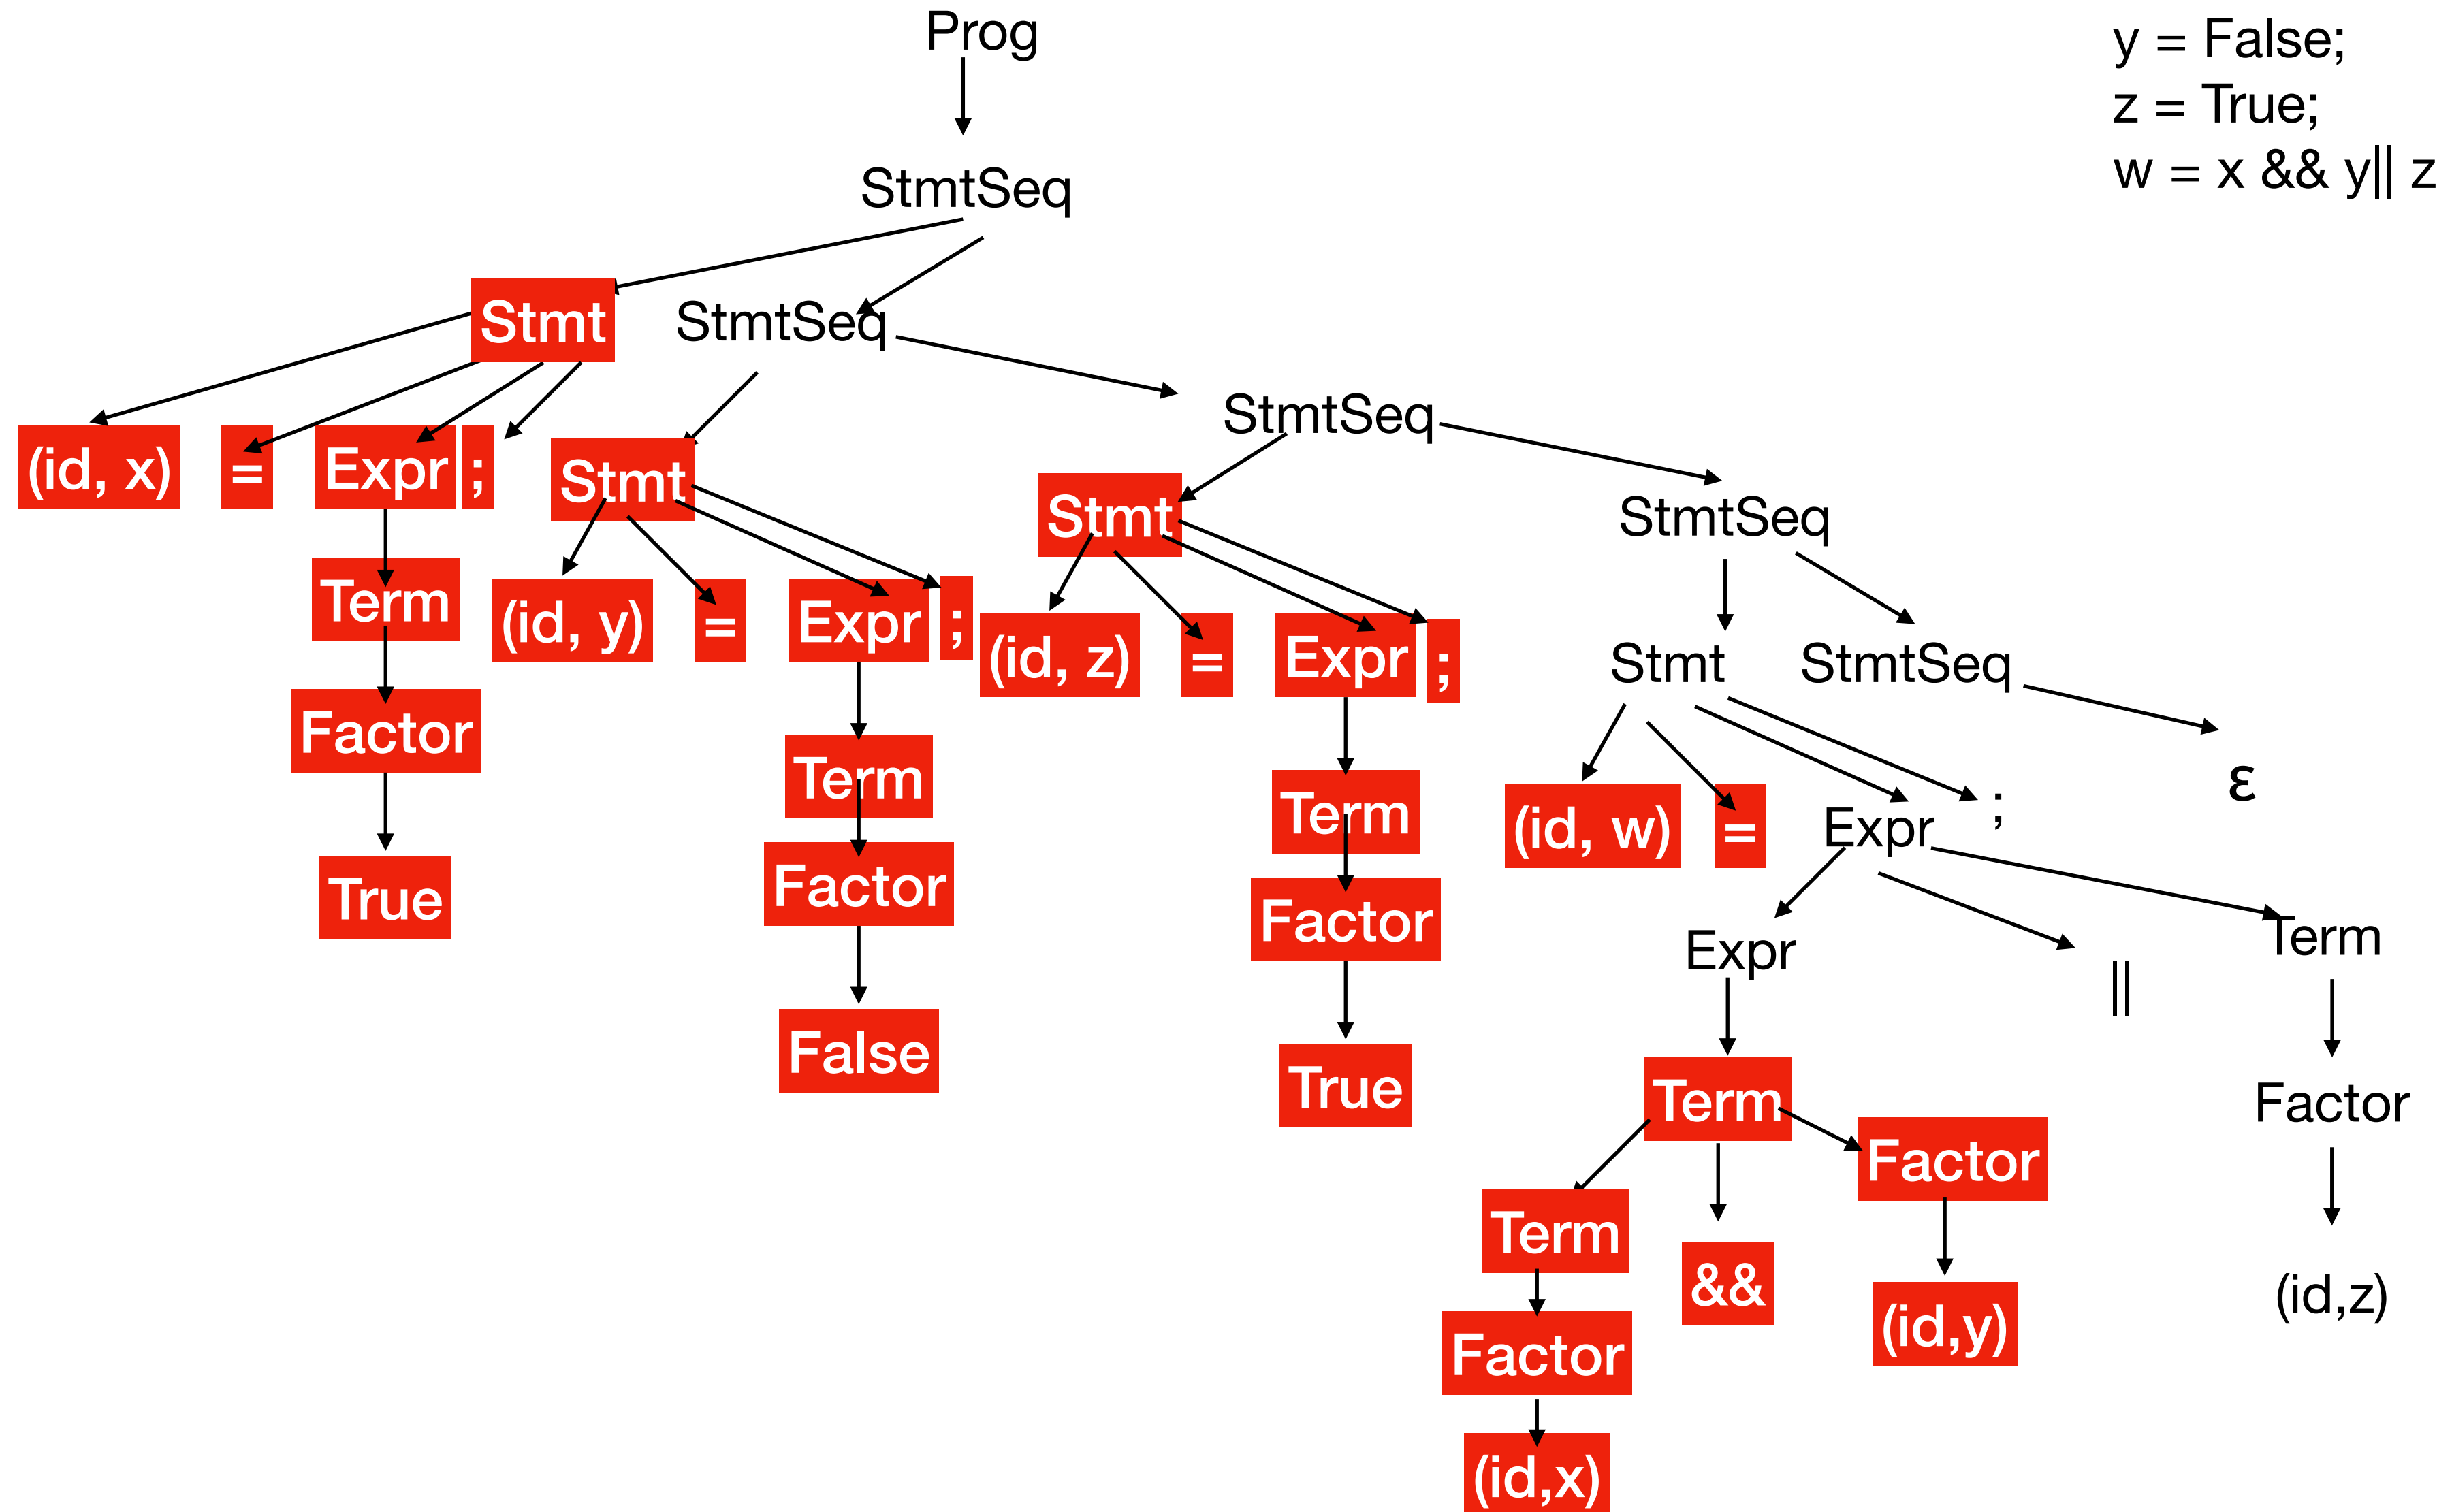 Prog
y = False;
z = True;
w = x && y|| z
StmtSeq
Stmt
StmtSeq
StmtSeq
(id, x)
=
Expr
;
Stmt
Stmt
StmtSeq
Term
(id, y)
=
Expr
;
(id, z)
=
Expr
;
Stmt
StmtSeq
Factor
Term
Term
(id, w)
=
Expr
;
ε
True
Factor
Factor
Expr
||
Term
False
True
Term
Factor
Factor
Term
&&
(id,y)
(id,z)
Factor
(id,x)